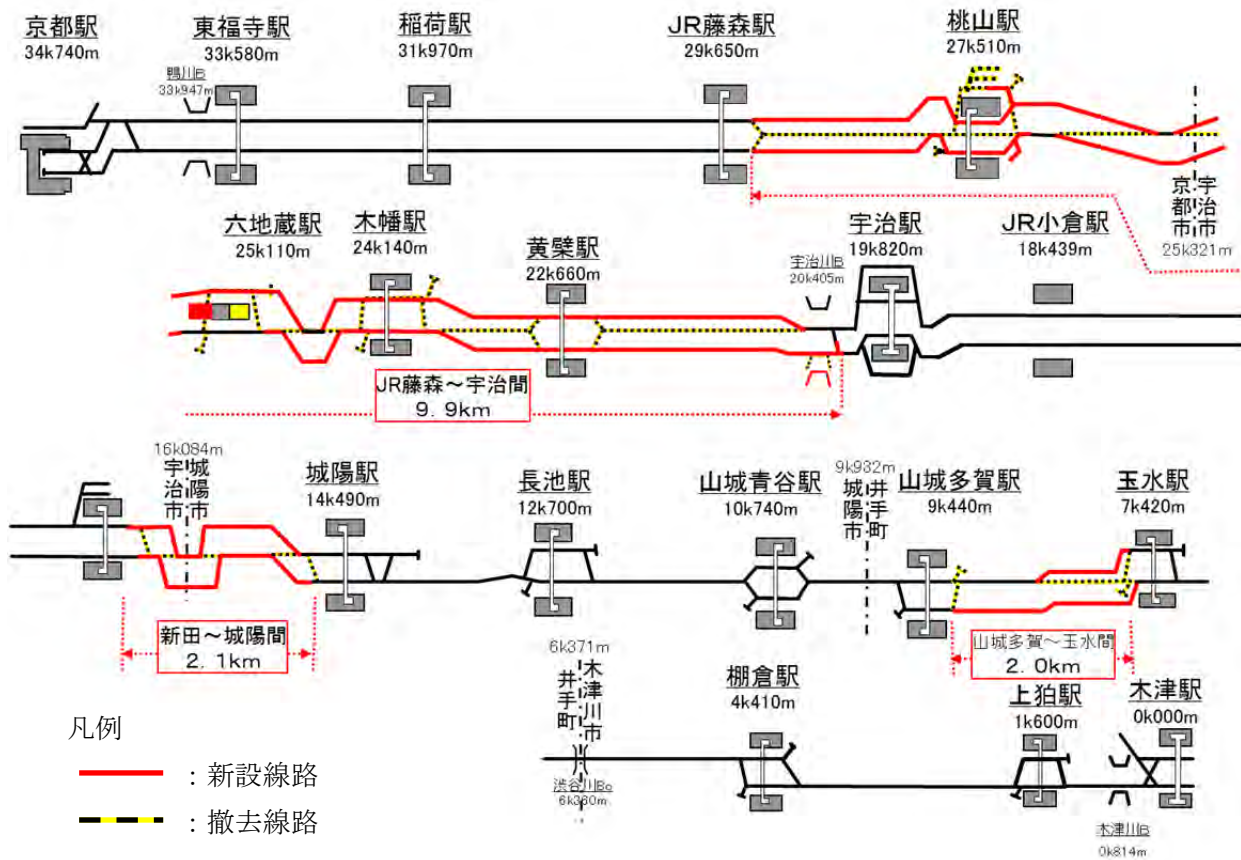 京都駅
34k740m
東福寺駅
33k580m
鴨川B
33k947m
稲荷駅
31k970m
JR藤森駅
29k650m
桃山駅
27k510m
京都市
宇治市
25k321m
六地蔵駅
25k110m
木幡駅
24k140m
黄檗駅
22k660m
宇治川B
20k405m
宇治駅
19k820m
JR小倉駅
18k439m
JR藤森~宇治間
9.9km
16k084m
宇治市
城陽市
城陽駅
14k490m
長池駅
12k700m
山城青谷駅
10k740m
9k932m
城陽市
井手町
山城多賀駅
9k440m
玉水駅
7k420m
新田~城陽間
2.1km
山城多賀~玉水間
2.0km
6k371m
井手町
木津川市
渋谷川Bo
6k360m
棚倉駅
4k410m
上狛駅
1k600m
木津駅
0k000m
木津川B
0k814m
凡例
:新設線路
:撤去線路